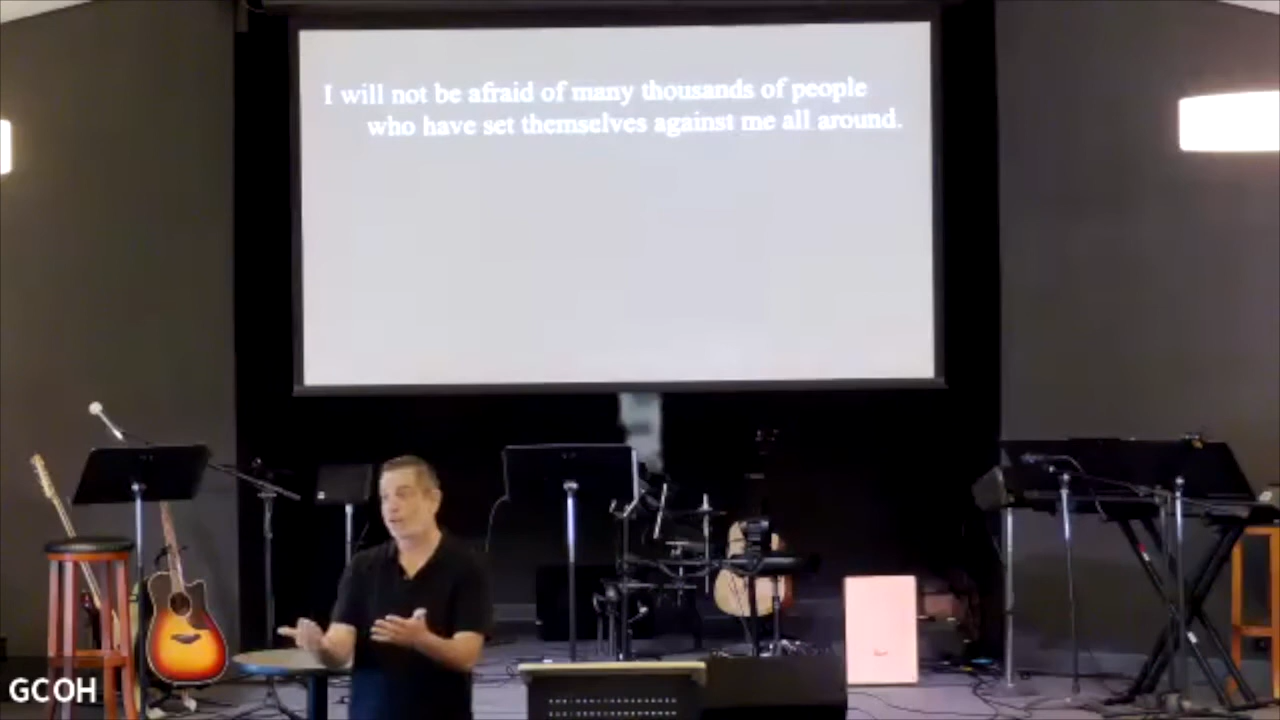 I will not be afraid of many thousands of people
who have set themselves against me all around.
GCOH